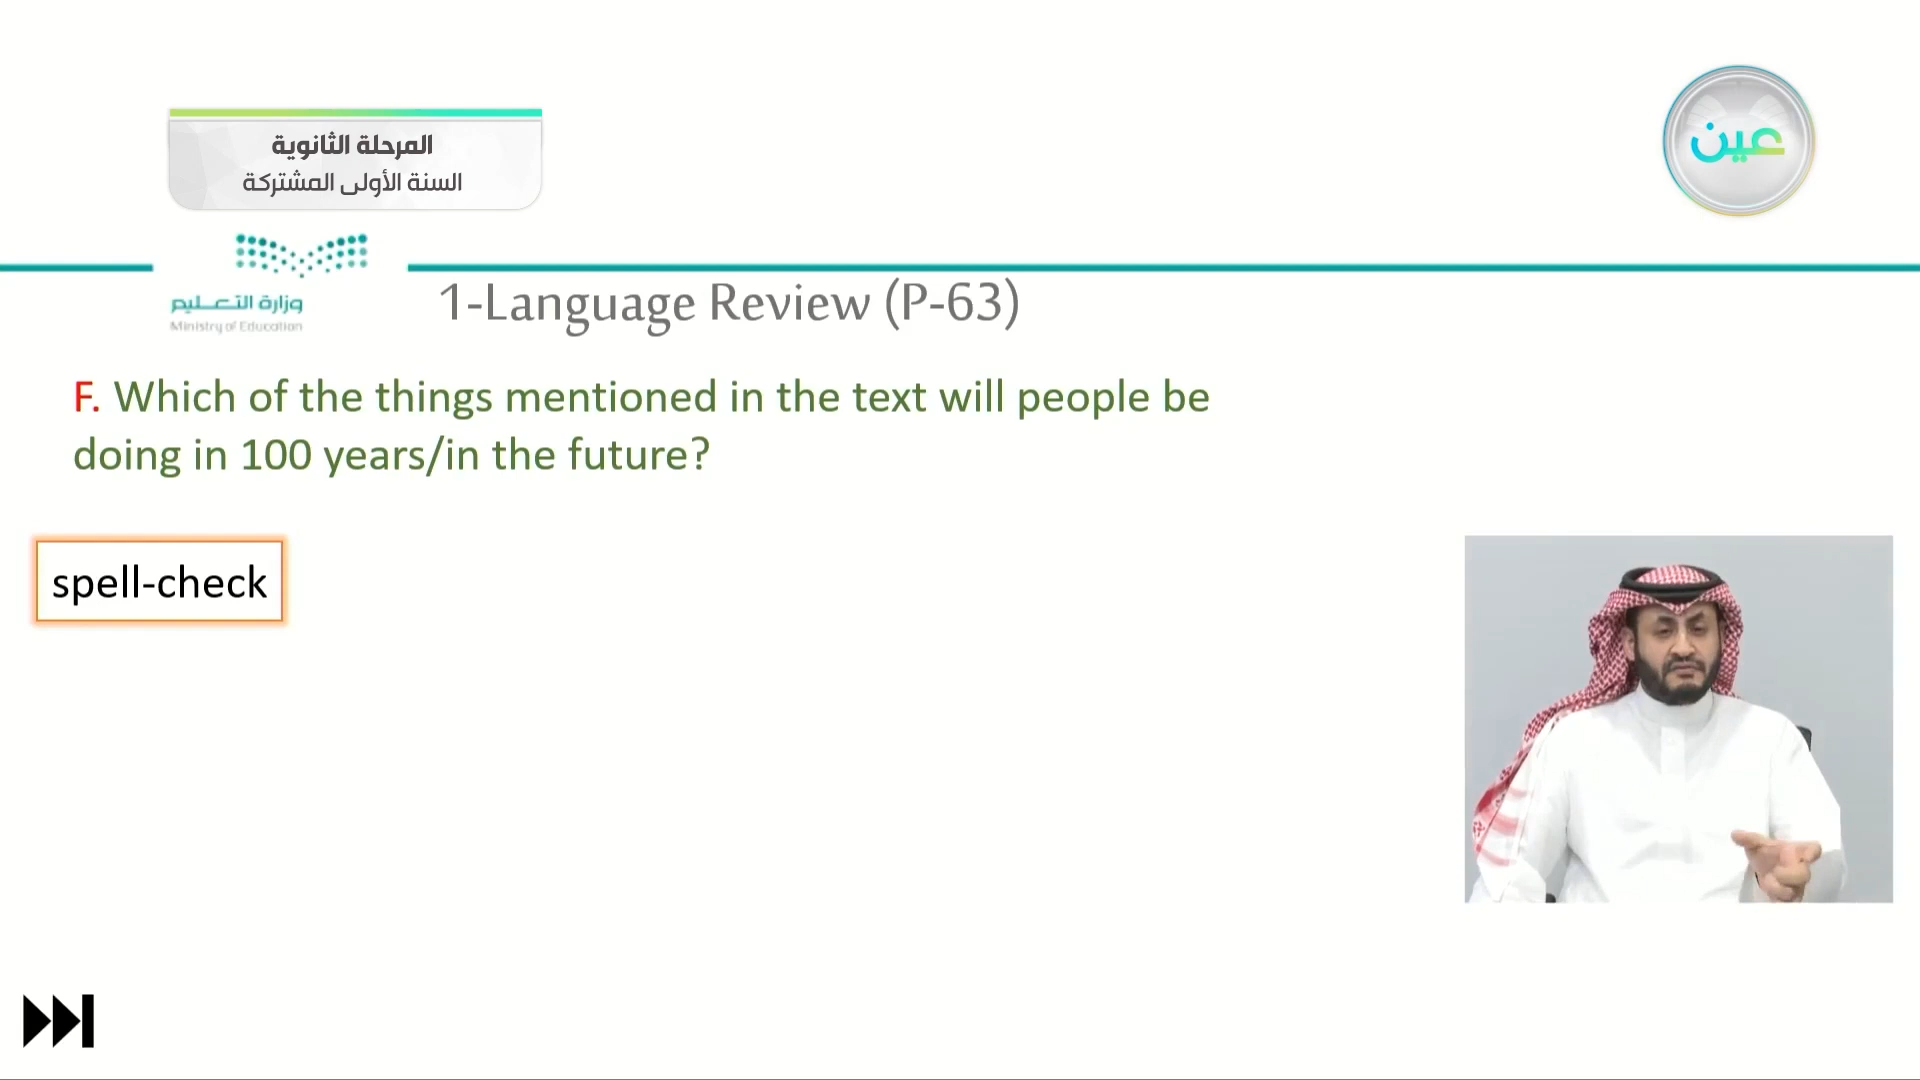 المرحلة الثانوية
السنة الأولى المشتركة
عين
وزارة التعليم
Ministry of Education
1-Language Review (P-63)
F. Which of the things mentioned in the text will people be
doing in 100 years/in the future?
spell-check